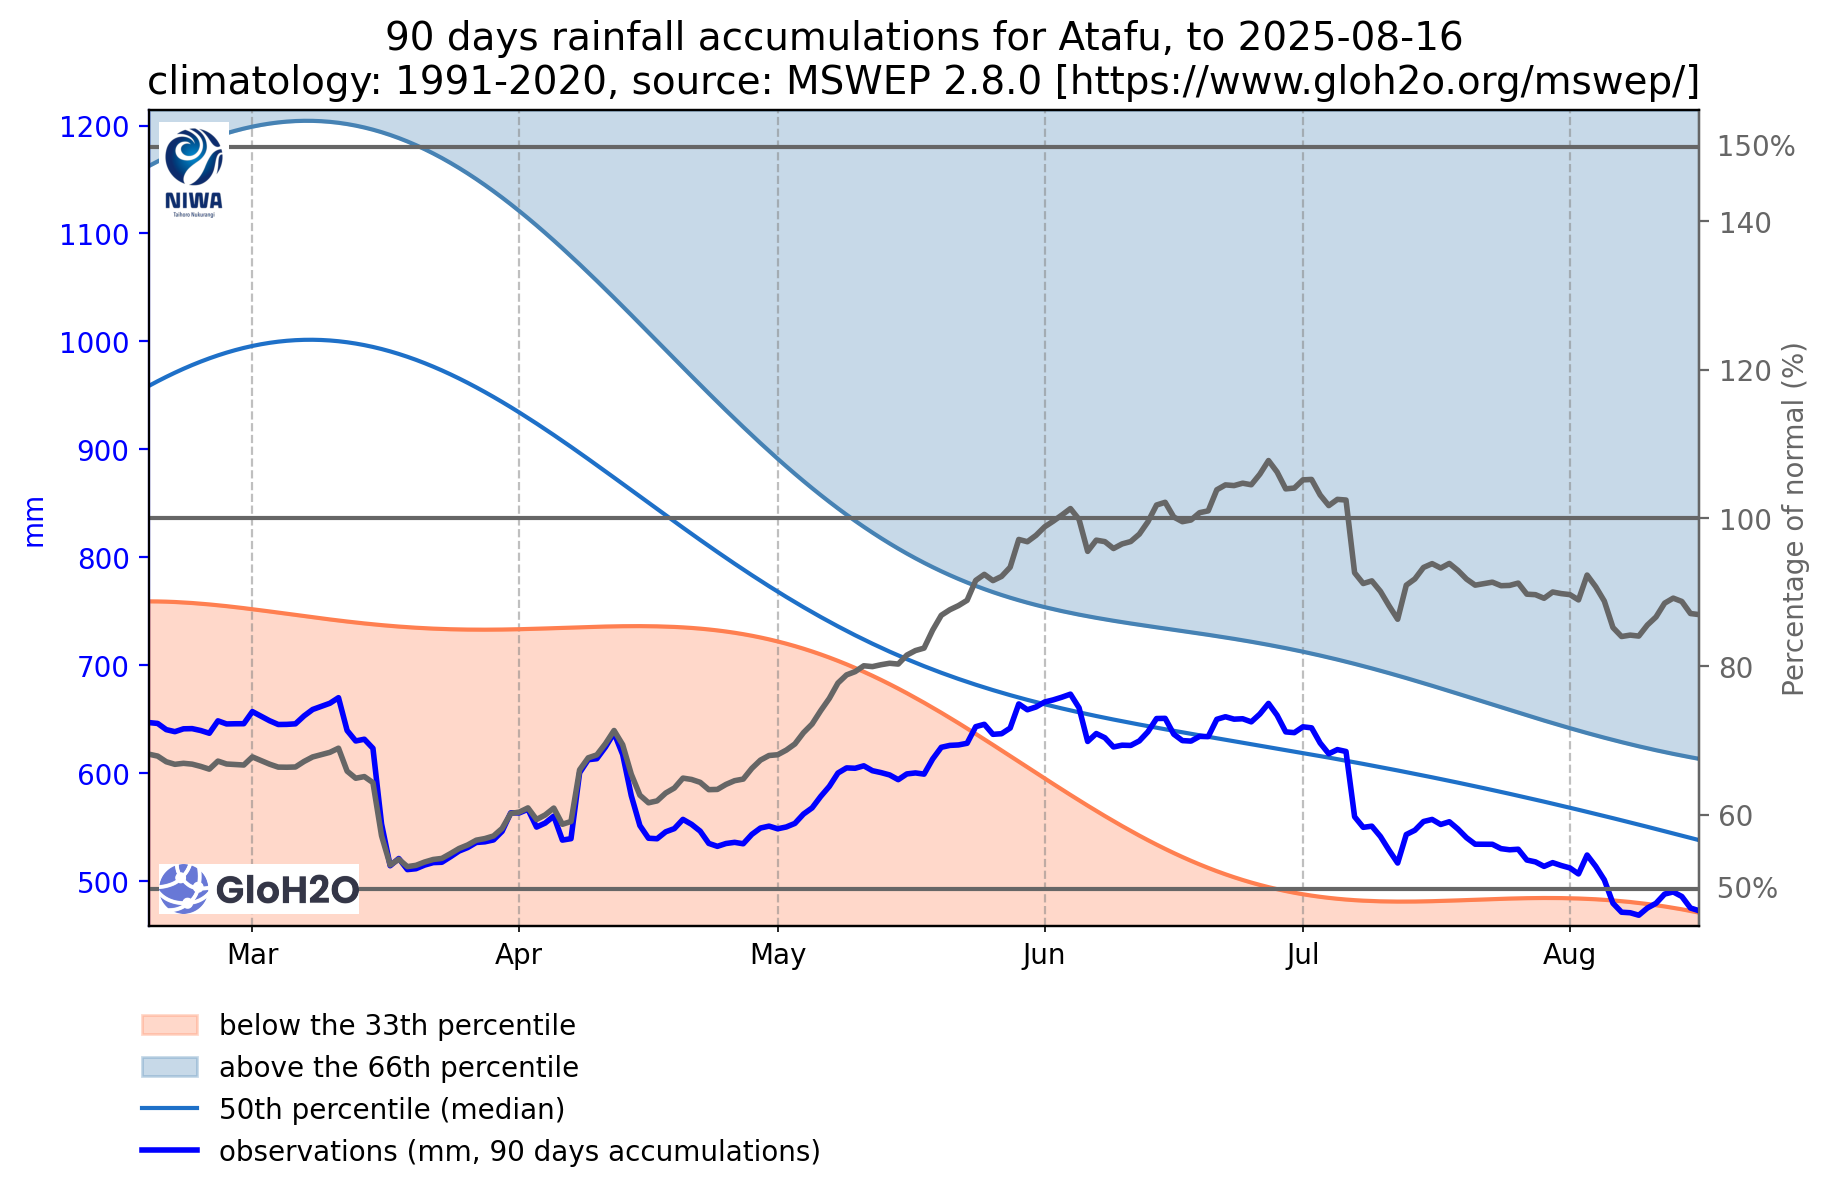 90 days rainfall accumulations for Atafu, to 2025-08-16
climatology: 1991-2020, source: MSWEP 2.8.0 [https://www.gloh2o.org/mswep/]
1200
1100
1000
900
800
700
600
500
mm
NIWA
Taihoro Nukurangi
GloH2O
150%
140
120
100
80
60
50%
Percentage of normal (%)
Mar
Apr
May
Jun
Jul
Aug
below the 33th percentile
above the 66th percentile
50th percentile (median)
observations (mm, 90 days accumulations)